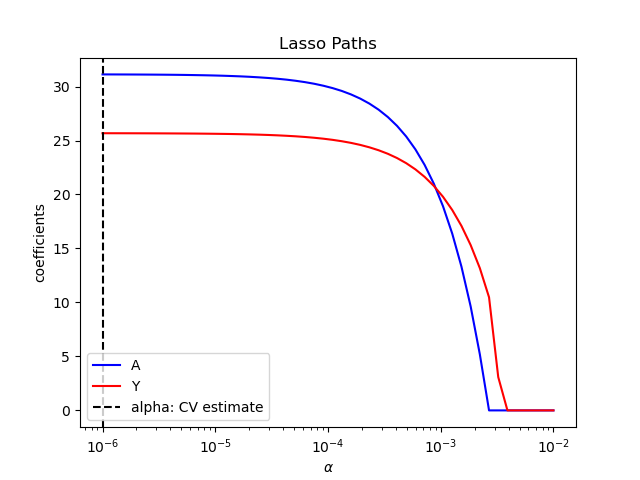 Lasso Paths
coefficients
30
25
20
15
10
5
0
A
Y
alpha: CV estimate
10⁻⁶ 10⁻⁵ 10⁻⁴ 10⁻³ 10⁻²
α